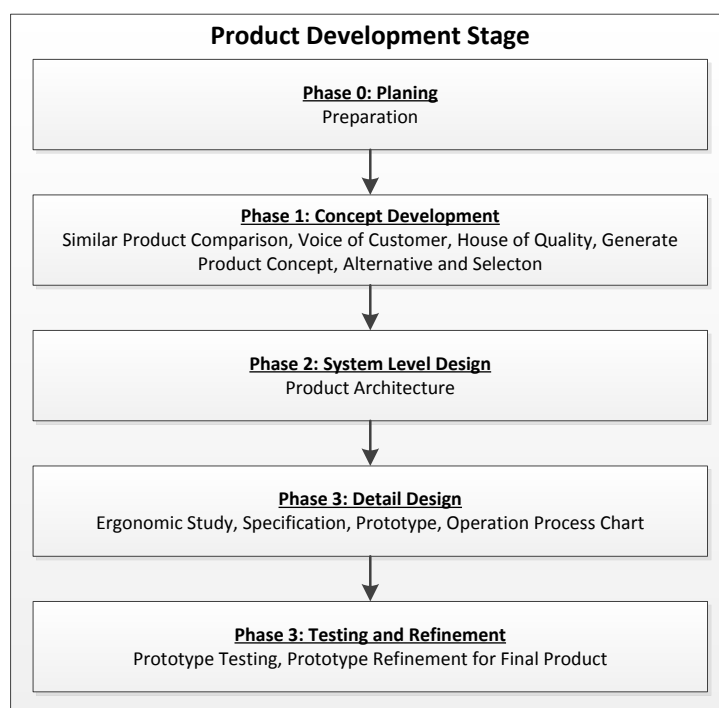 Product Development Stage
Phase 0: Planing
Preparation
Phase 1: Concept Development
Similar Product Comparison, Voice of Customer, House of Quality, Generate
Product Concept, Alternative and Selecton
Phase 2: System Level Design
Product Architecture
Phase 3: Detail Design
Ergonomic Study, Specification, Prototype, Operation Process Chart
Phase 3: Testing and Refinement
Prototype Testing, Prototype Refinement for Final Product